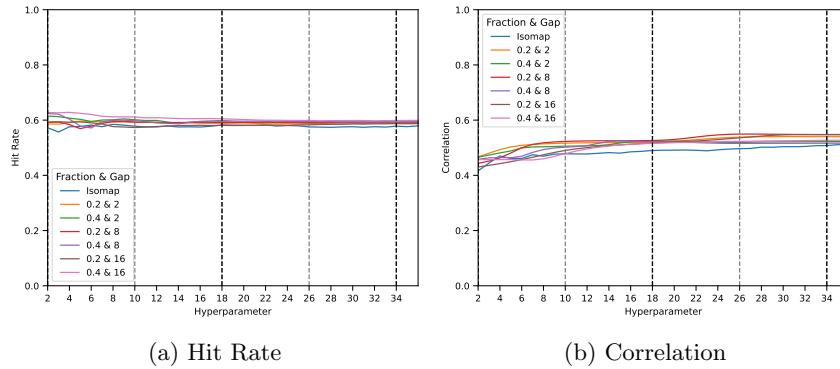 1.0
0.8
0.6
0.4
0.2
0.0
Hit Rate
Fraction & Gap
Isomap
0.2 & 2
0.4 & 2
0.2 & 8
0.4 & 8
0.2 & 16
0.4 & 16
2 4 6 8 10 12 14 16 18 20 22 24 26 28 30 32 34
Hyperparameter
(a) Hit Rate
1.0
0.8
0.6
0.4
0.2
0.0
Correlation
Fraction & Gap
Isomap
0.2 & 2
0.4 & 2
0.2 & 8
0.4 & 8
0.2 & 16
0.4 & 16
2 4 6 8 10 12 14 16 18 20 22 24 26 28 30 32 34
Hyperparameter
(b) Correlation